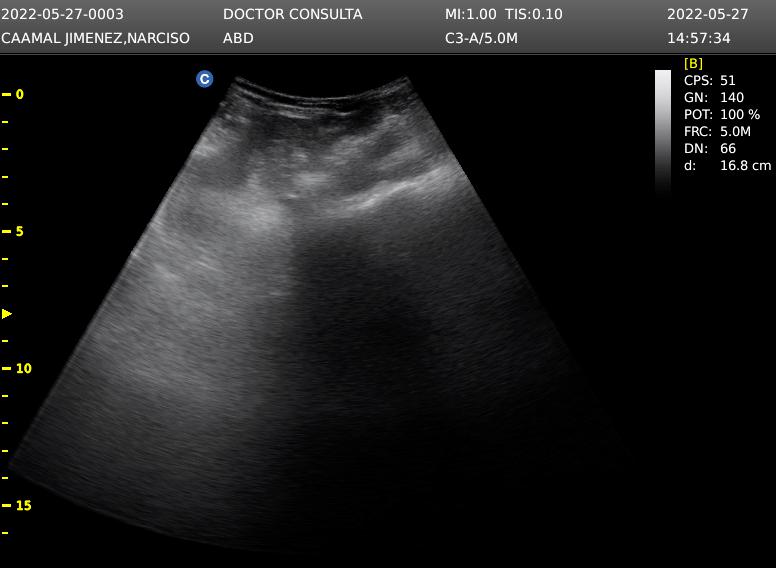 2022-05-27-0003 DOCTOR CONSULTA MI:1.00 TIS:0.10 2022-05-27
CAAMAL JIMENEZ,NARCISO ABD C3-A/5.0M 14:57:34
[B]
C
CPS: 51
0
GN: 140
POT: 100 %
FRC: 5.0M
DN: 66
d: 16.8 cm
5
10
15